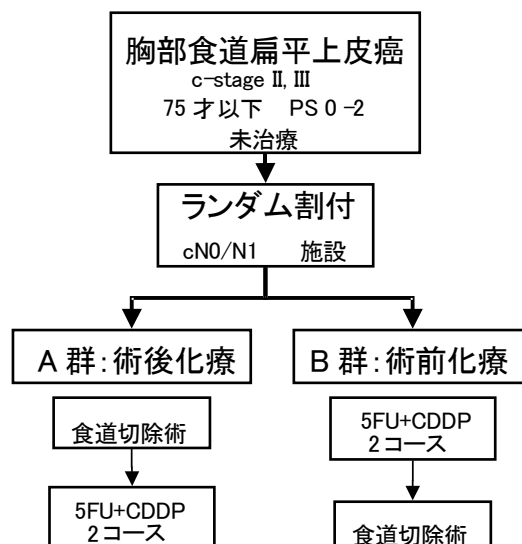 胸部食道扁平上皮癌
c-stage II, III
75 才以下 PS 0 -2
未治療
ランダム割付
cN0/N1 施設
A 群：術後化療
B 群：術前化療
食道切除術
5FU+CDDP
2コース
5FU+CDDP
2コース
食道切除術